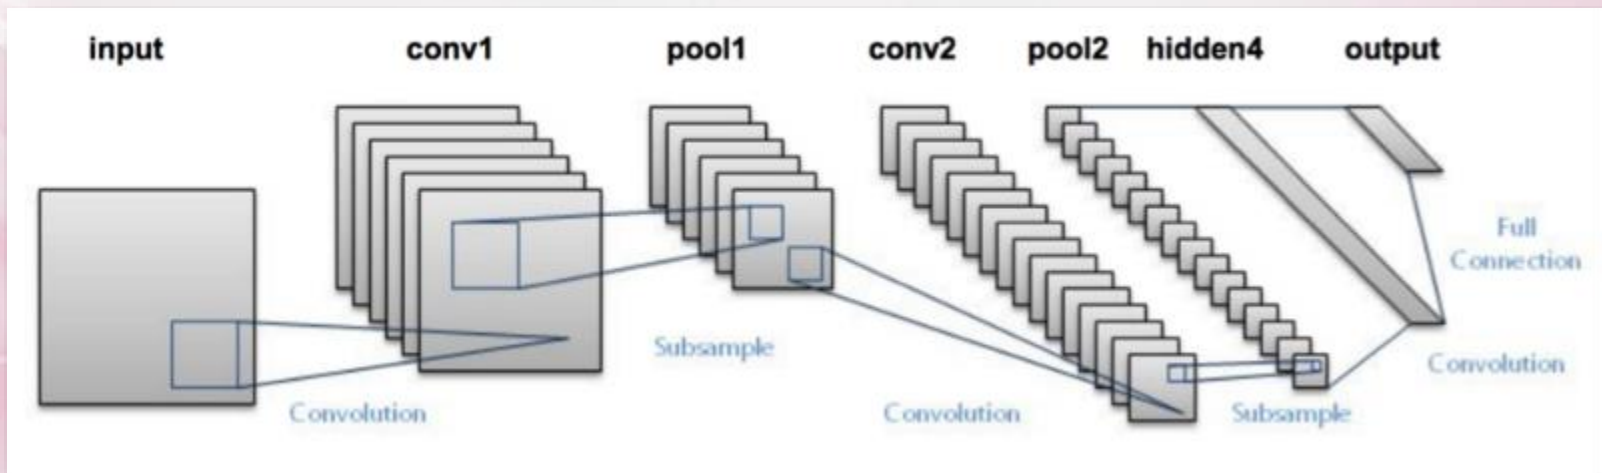 input conv1 pool1 conv2 pool2 hidden4 output
Full
Connection
Subsample
Convolution
Convolution
Convolution
Subsample